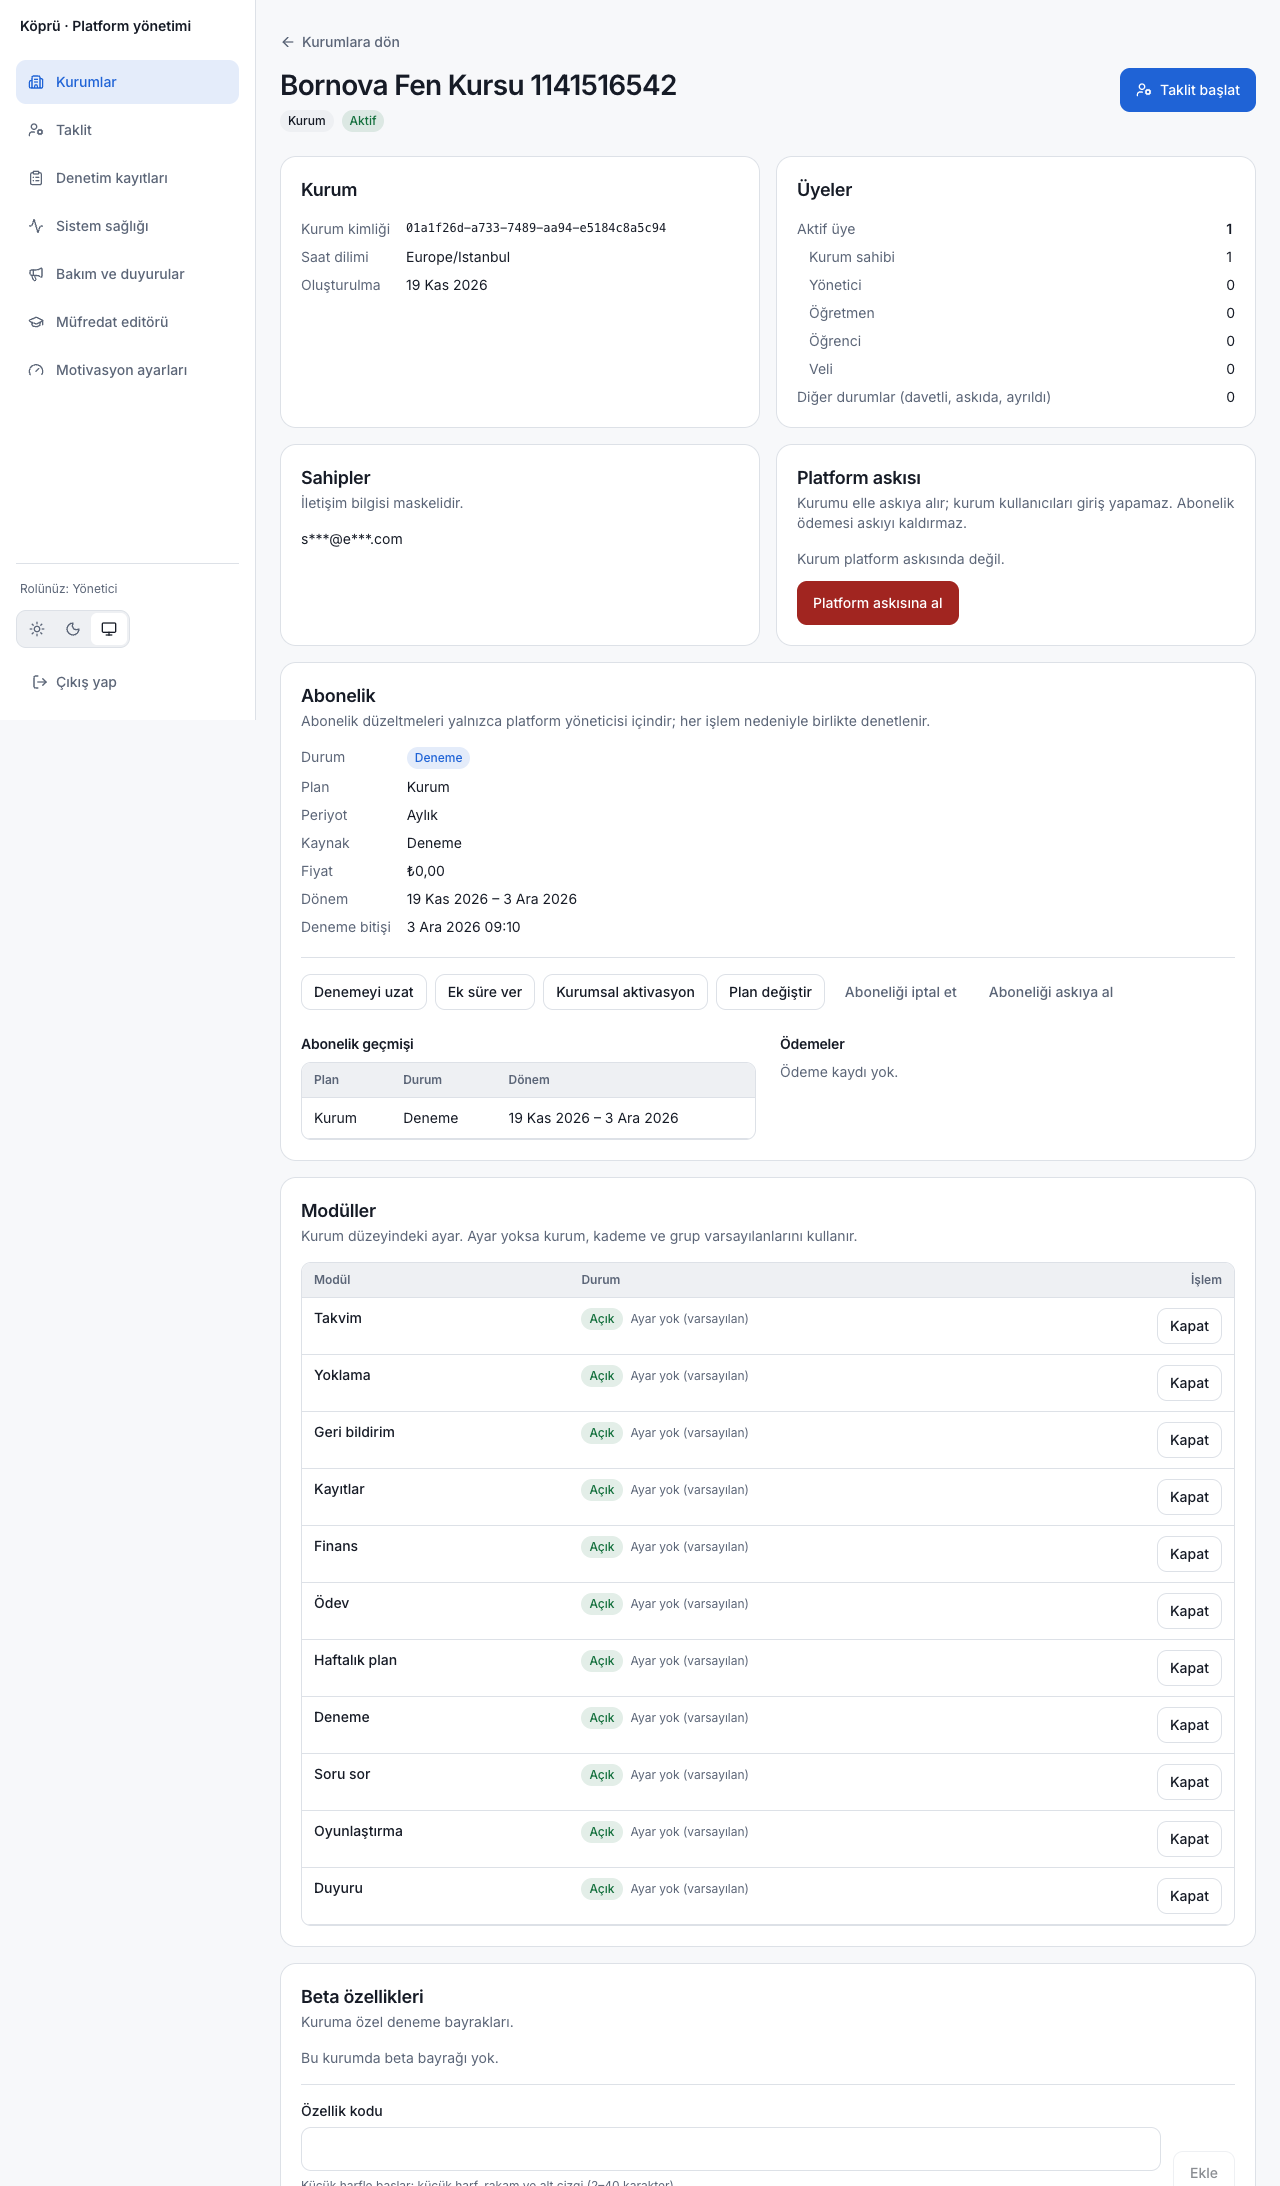 Köprü · Platform yönetimi
Kurumlar
Taklit
Denetim kayıtları
Sistem sağlığı
Bakım ve duyurular
Müfredat editörü
Motivasyon ayarları
Rolünüz: Yönetici
Çıkış yap
Kurumlara dön
Bornova Fen Kursu 1141516542
Kurum Aktif
Taklit başlat
Kurum
Kurum kimliği 01a1f26d-a733-7489-aa94-e5184c8a5c94
Saat dilimi Europe/Istanbul
Oluşturulma 19 Kas 2026
Üyeler
Aktif üye 1
Kurum sahibi 1
Yönetici 0
Öğretmen 0
Öğrenci 0
Veli 0
Diğer durumlar (davetli, askıda, ayrıldı) 0
Sahipler
İletişim bilgisi maskelidir.
s***@e***.com
Platform askısı
Kurumu elle askıya alır; kurum kullanıcıları giriş yapamaz. Abonelik
ödemesi askıyı kaldırmaz.
Kurum platform askısında değil.
Platform askısına al
Abonelik
Abonelik düzeltmeleri yalnızca platform yöneticisi içindir; her işlem nedeniyle birlikte denetlenir.
Durum Deneme
Plan Kurum
Periyot Aylık
Kaynak Deneme
Fiyat ₺0,00
Dönem 19 Kas 2026 – 3 Ara 2026
Deneme bitişi 3 Ara 2026 09:10
Denemeyi uzat Ek süre ver Kurumsal aktivasyon Plan değiştir Aboneliği iptal et Aboneliği askıya al
Abonelik geçmişi
Plan Durum Dönem
Kurum Deneme 19 Kas 2026 – 3 Ara 2026
Ödemeler
Ödeme kaydı yok.
Modüller
Kurum düzeyindeki ayar. Ayar yoksa kurum, kademe ve grup varsayılanlarını kullanır.
Modül Durum İşlem
Takvim Açık Ayar yok (varsayılan) Kapat
Yoklama Açık Ayar yok (varsayılan) Kapat
Geri bildirim Açık Ayar yok (varsayılan) Kapat
Kayıtlar Açık Ayar yok (varsayılan) Kapat
Finans Açık Ayar yok (varsayılan) Kapat
Ödev Açık Ayar yok (varsayılan) Kapat
Haftalık plan Açık Ayar yok (varsayılan) Kapat
Deneme Açık Ayar yok (varsayılan) Kapat
Soru sor Açık Ayar yok (varsayılan) Kapat
Oyunlaştırma Açık Ayar yok (varsayılan) Kapat
Duyuru Açık Ayar yok (varsayılan) Kapat
Beta özellikleri
Kuruma özel deneme bayrakları.
Bu kurumda beta bayrağı yok.
Özellik kodu
Küçük harfle başlar; küçük harf, rakam ve alt çizgi (2–40 karakter).
Ekle